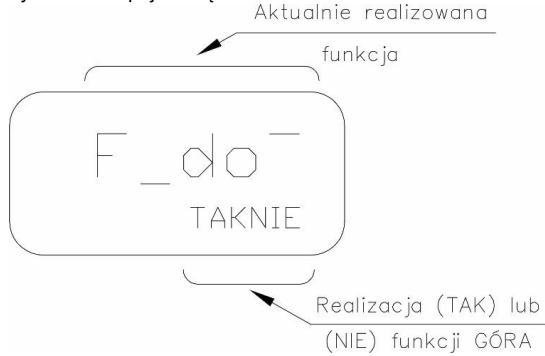 Aktualnie realizowana
funkcja
F_do¯
TAKNIE
Realizacja (TAK) lub
(NIE) funkcji GÓRA